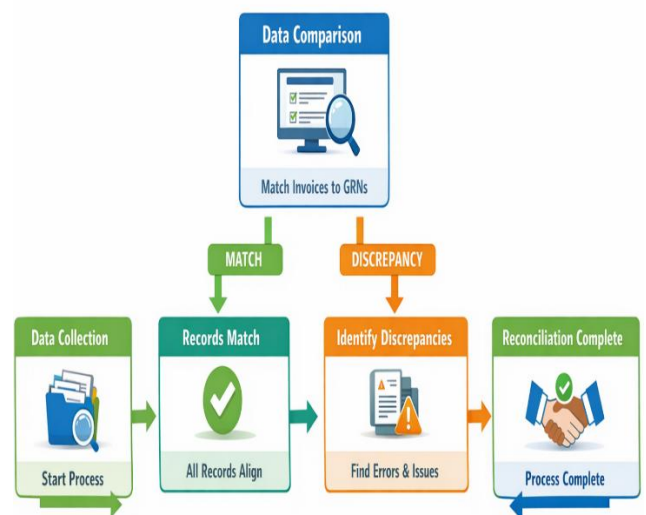 Data Comparison
Match Invoices to GRNs
MATCH
DISCREPANCY
Data Collection
Start Process
Records Match
All Records Align
Identify Discrepancies
Find Errors & Issues
Reconciliation Complete
Process Complete